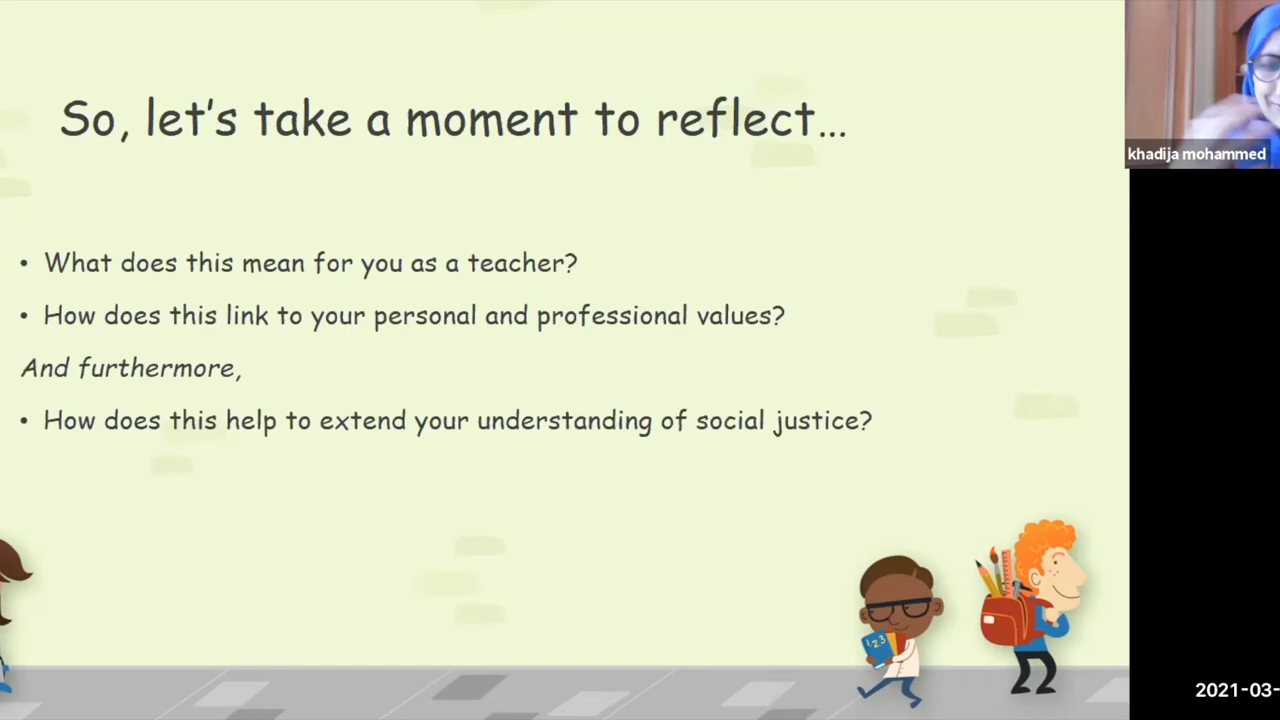 So, let's take a moment to reflect...
khadija mohammed
• What does this mean for you as a teacher?
• How does this link to your personal and professional values?
And furthermore,
• How does this help to extend your understanding of social justice?
123
2021-03-